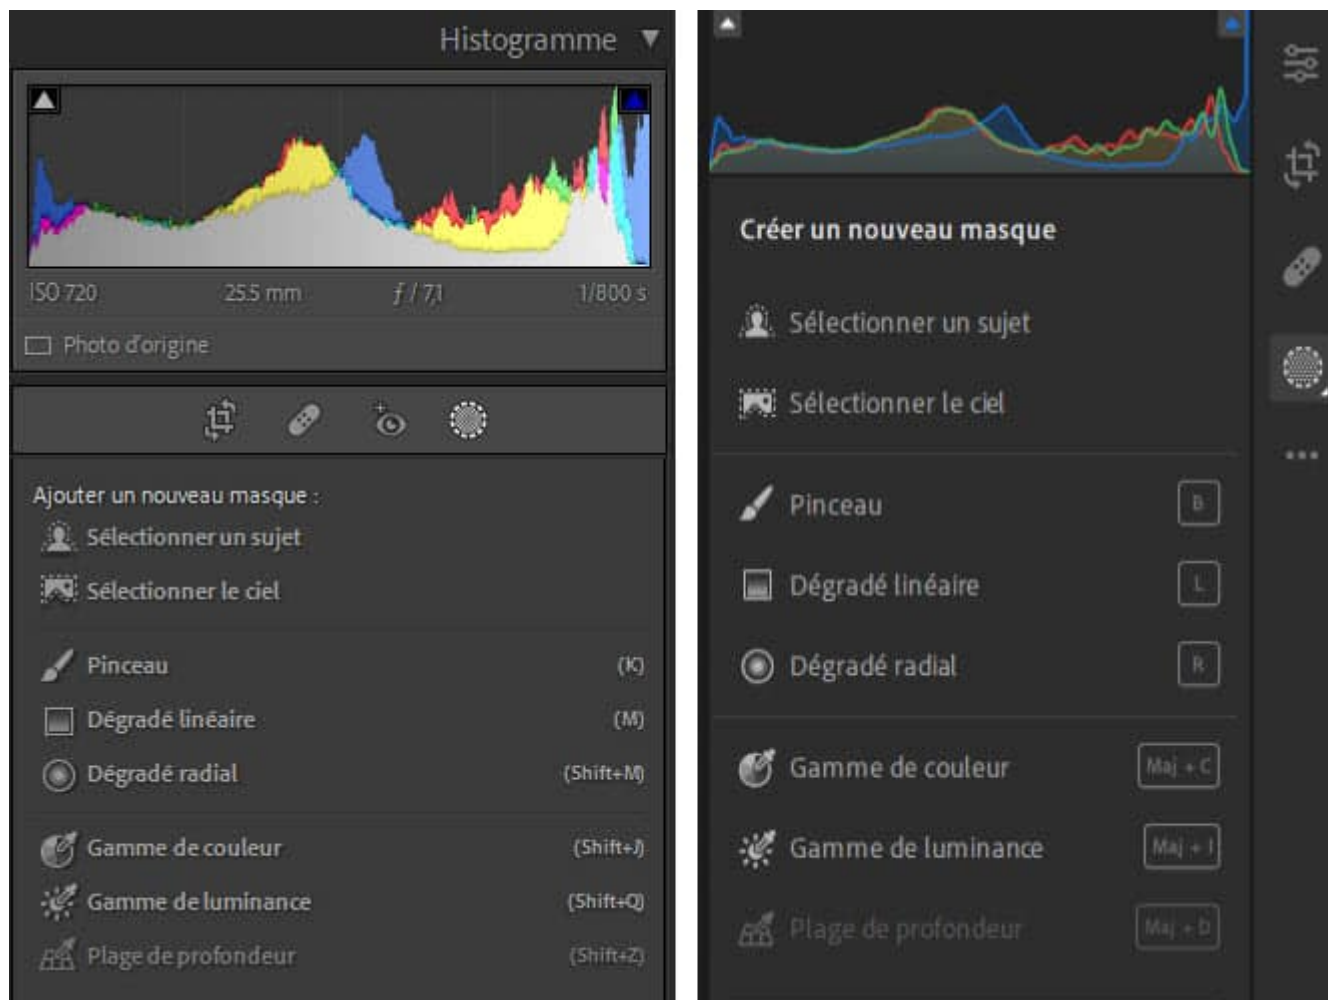 Histogramme
ISO 720 25.5 mm ƒ / 7,1 1/800 s
Photo d'origine
Ajouter un nouveau masque :
Sélectionner un sujet
Sélectionner le ciel
Pinceau (K)
Dégradé linéaire (M)
Dégradé radial (Shift+M)
Gamme de couleur (Shift+J)
Gamme de luminance (Shift+Q)
Plage de profondeur (Shift+Z)
Créer un nouveau masque
Sélectionner un sujet
Sélectionner le ciel
Pinceau B
Dégradé linéaire L
Dégradé radial R
Gamme de couleur Maj + C
Gamme de luminance Maj + I
Plage de profondeur Maj + D